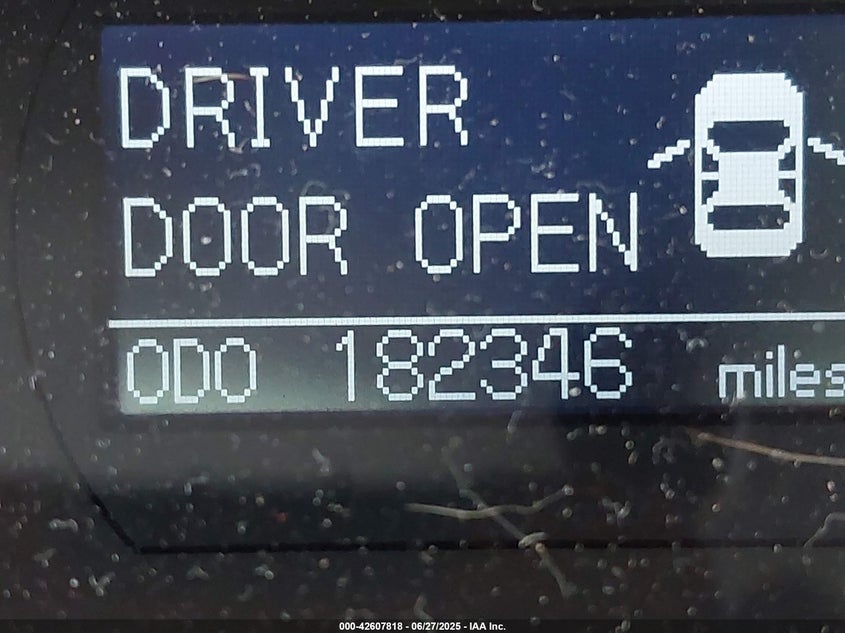 DRIVER
DOOR OPEN
ODO 182346 miles
000-42607818 - 06/27/2025 - IAA Inc.